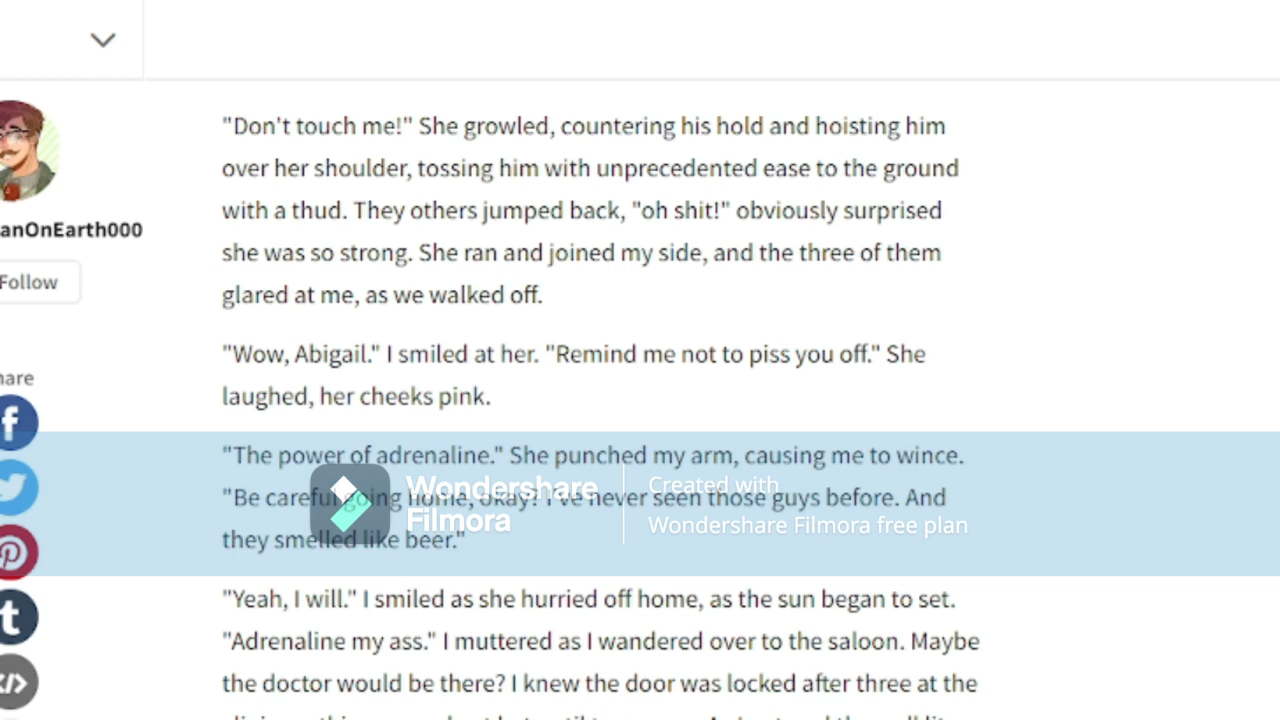 "Don't touch me!" She growled, countering his hold and hoisting him
over her shoulder, tossing him with unprecedented ease to the ground
with a thud. They others jumped back, "oh shit!" obviously surprised
she was so strong. She ran and joined my side, and the three of them
glared at me, as we walked off.
anOnEarth000
Follow
"Wow, Abigail." I smiled at her. "Remind me not to piss you off." She
laughed, her cheeks pink.
hare
"The power of adrenaline." She punched my arm, causing me to wince.
"Be careful going home, okay? I've never seen those guys before. And
they smelled like beer."
Wondershare
Filmora
Created with
Wondershare Filmora free plan
"Yeah, I will." I smiled as she hurried off home, as the sun began to set.
"Adrenaline my ass." I muttered as I wandered over to the saloon. Maybe
the doctor would be there? I knew the door was locked after three at the